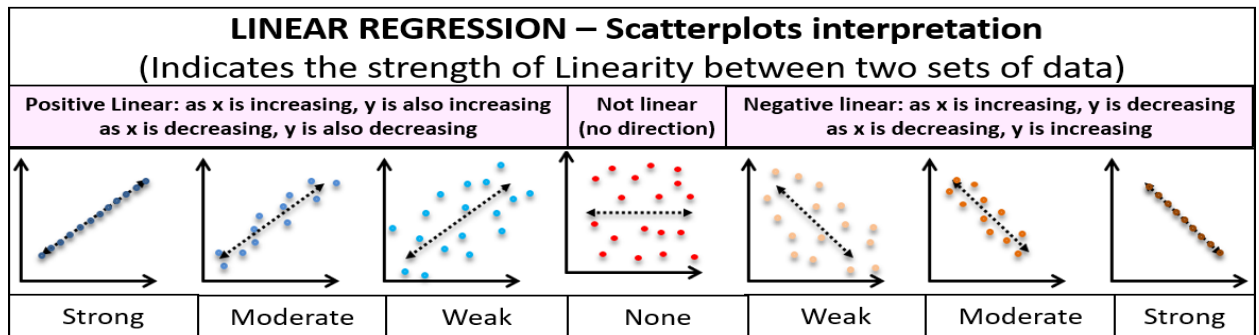 LINEAR REGRESSION – Scatterplots interpretation
(Indicates the strength of Linearity between two sets of data)
Positive Linear: as x is increasing, y is also increasing
as x is decreasing, y is also decreasing
Not linear
(no direction)
Negative linear: as x is increasing, y is decreasing
as x is decreasing, y is increasing
Strong
Moderate
Weak
None
Weak
Moderate
Strong